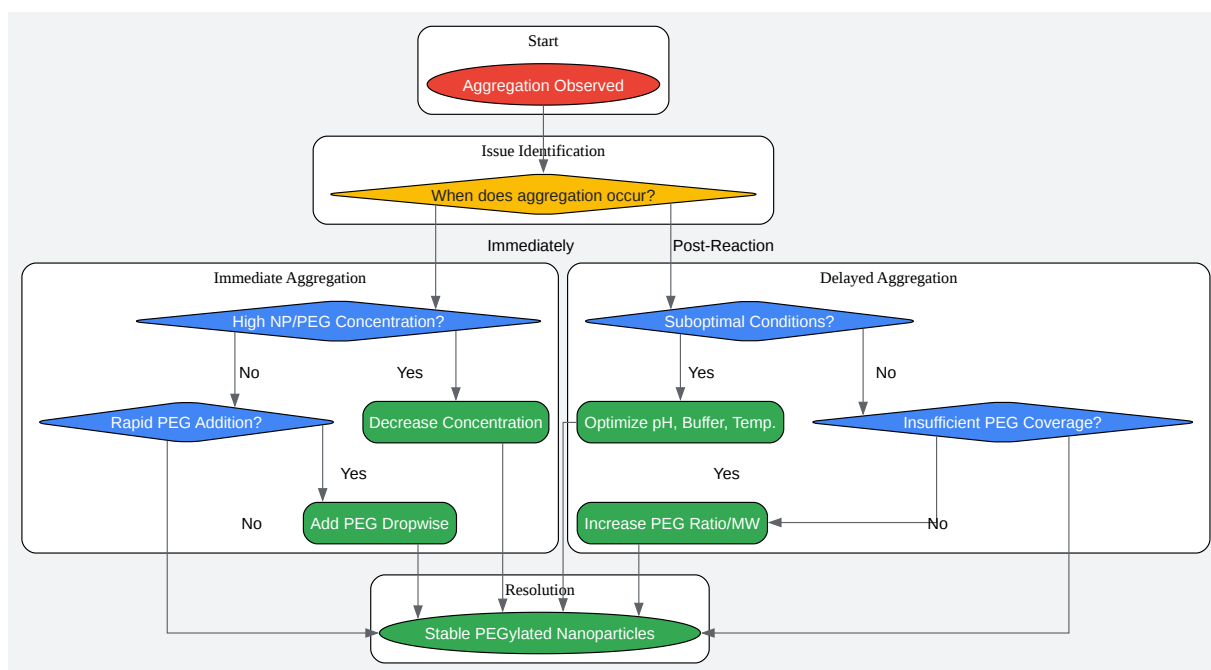 Start
Aggregation Observed
Issue Identification
When does aggregation occur?
Immediately
Post-Reaction
Immediate Aggregation
Delayed Aggregation
High NP/PEG Concentration?
Suboptimal Conditions?
No
Yes
Yes
No
Rapid PEG Addition?
Decrease Concentration
Optimize pH, Buffer, Temp.
Insufficient PEG Coverage?
Yes
Yes
No
Add PEG Dropwise
Increase PEG Ratio/MW
No
Resolution
Stable PEGylated Nanoparticles